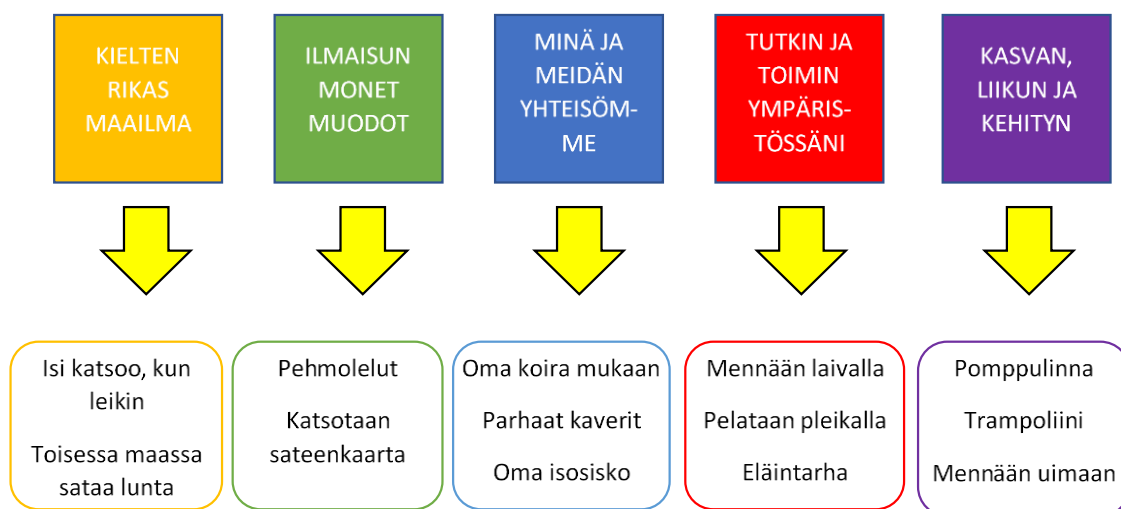 KIELTEN
RIKAS
MAAILMA
ILMAISUN
MONET
MUODOT
MINÄ JA
MEIDÄN
YHTEISÖM-
ME
TUTKIN JA
TOIMIN
YMPÄRIS-
TÖSSÄNI
KASVAN,
LIIKUN JA
KEHITYN
Isi katsoo, kun
leikin
Toisessa maassa
sataa lunta
Pehmolelut
Katsotaan
sateenkaarta
Oma koira mukaan
Parhaat kaverit
Oma isosisko
Mennään laivalla
Pelataan pleikalla
Eläintarha
Pomppulinna
Trampoliini
Mennään uimaan